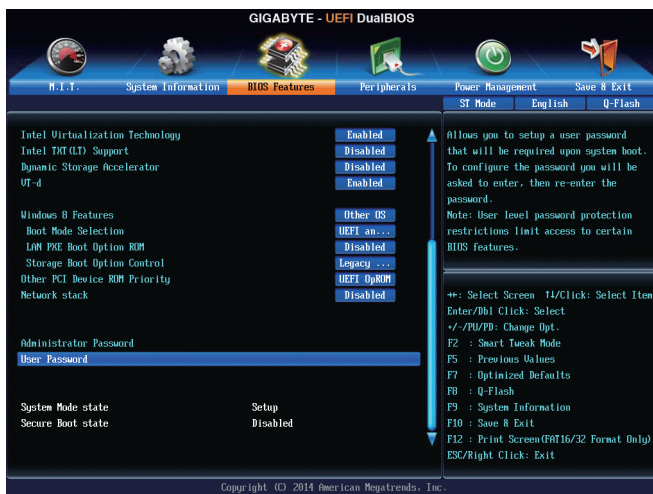 GIGABYTE - UEFI DualBIOS
M.I.T. System Information BIOS Features Peripherals Power Management Save & Exit
ST Mode English Q-Flash
Intel Virtualization Technology Enabled
Intel TXT(LT) Support Disabled
Dynamic Storage Accelerator Disabled
VT-d Enabled
Windows 8 Features Other OS
Boot Mode Selection UEFI an...
LAN PXE Boot Option ROM Disabled
Storage Boot Option Control Legacy ...
Other PCI Device ROM Priority UEFI OpROM
Network stack Disabled
Administrator Password
User Password
System Mode state Setup
Secure Boot state Disabled
Allows you to setup a user password
that will be required upon system boot.
To configure the password you will be
asked to enter, then re-enter the
password.
Note: User level password protection
restrictions limit access to certain
BIOS features.
↔: Select Screen ↑↓/Click: Select Item
Enter/Dbl Click: Select
+/-/PU/PD: Change Opt.
F2 : Smart Tweak Mode
F5 : Previous Values
F7 : Optimized Defaults
F8 : Q-Flash
F9 : System Information
F10 : Save & Exit
F12 : Print Screen(FAT16/32 Format Only)
ESC/Right Click: Exit
Copyright (C) 2014 American Megatrends, Inc.